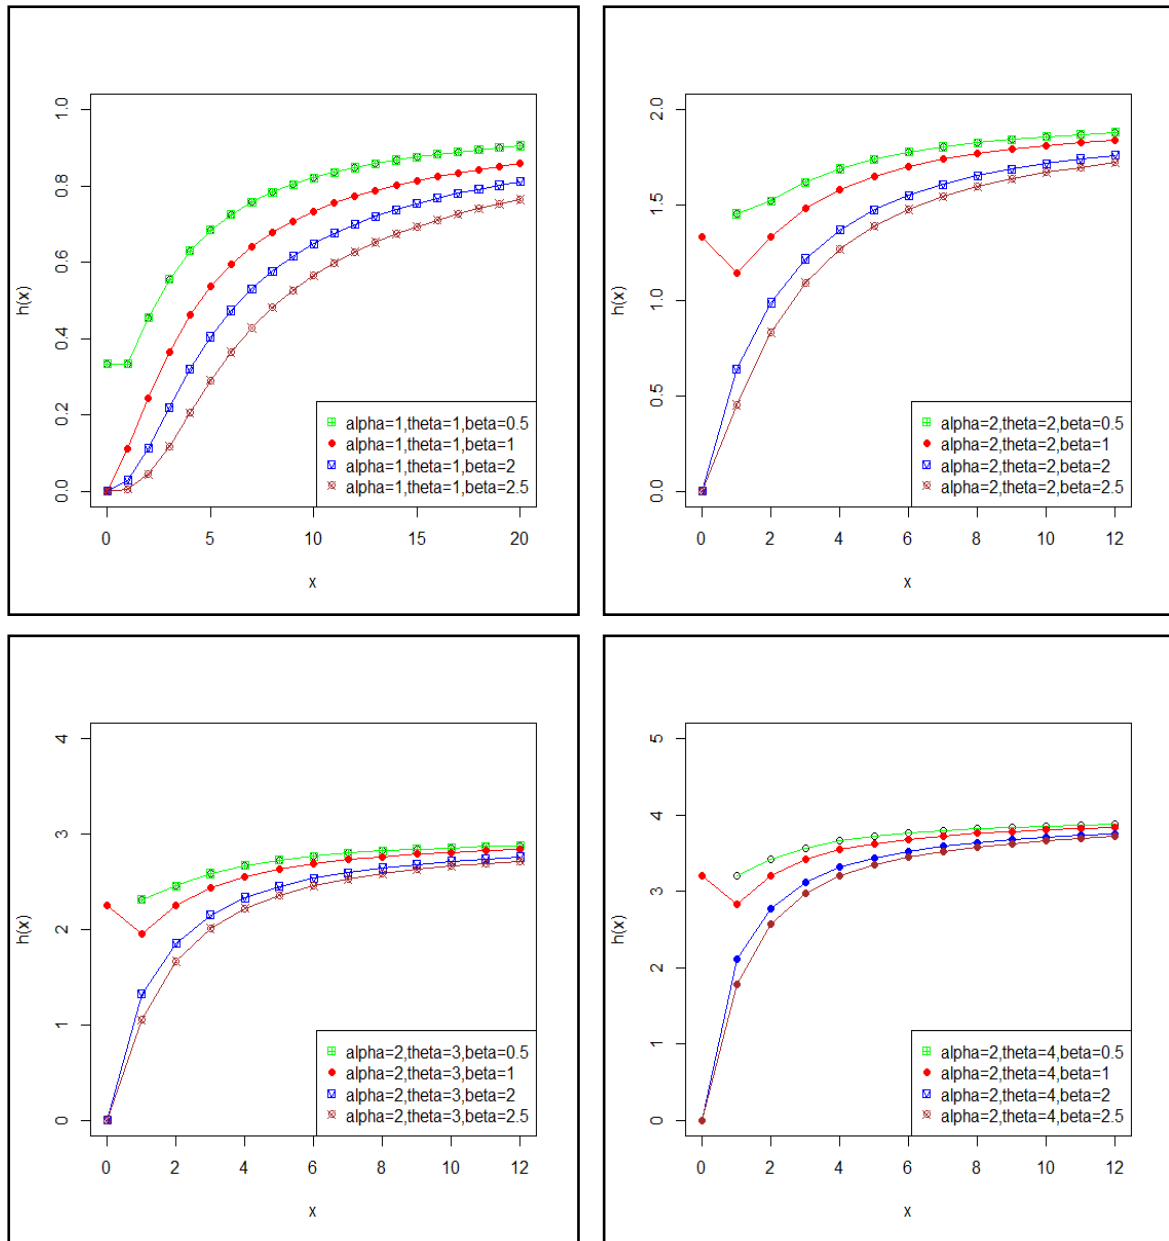 1.0
0.8
0.6
0.4
0.2
0.0
h(x)
0 5 10 15 20
x
alpha=1,theta=1,beta=0.5
alpha=1,theta=1,beta=1
alpha=1,theta=1,beta=2
alpha=1,theta=1,beta=2.5
2.0
1.5
1.0
0.5
0.0
h(x)
0 2 4 6 8 10 12
x
alpha=2,theta=2,beta=0.5
alpha=2,theta=2,beta=1
alpha=2,theta=2,beta=2
alpha=2,theta=2,beta=2.5
4
3
2
1
0
h(x)
0 2 4 6 8 10 12
x
alpha=2,theta=3,beta=0.5
alpha=2,theta=3,beta=1
alpha=2,theta=3,beta=2
alpha=2,theta=3,beta=2.5
5
4
3
2
1
0
h(x)
0 2 4 6 8 10 12
x
alpha=2,theta=4,beta=0.5
alpha=2,theta=4,beta=1
alpha=2,theta=4,beta=2
alpha=2,theta=4,beta=2.5